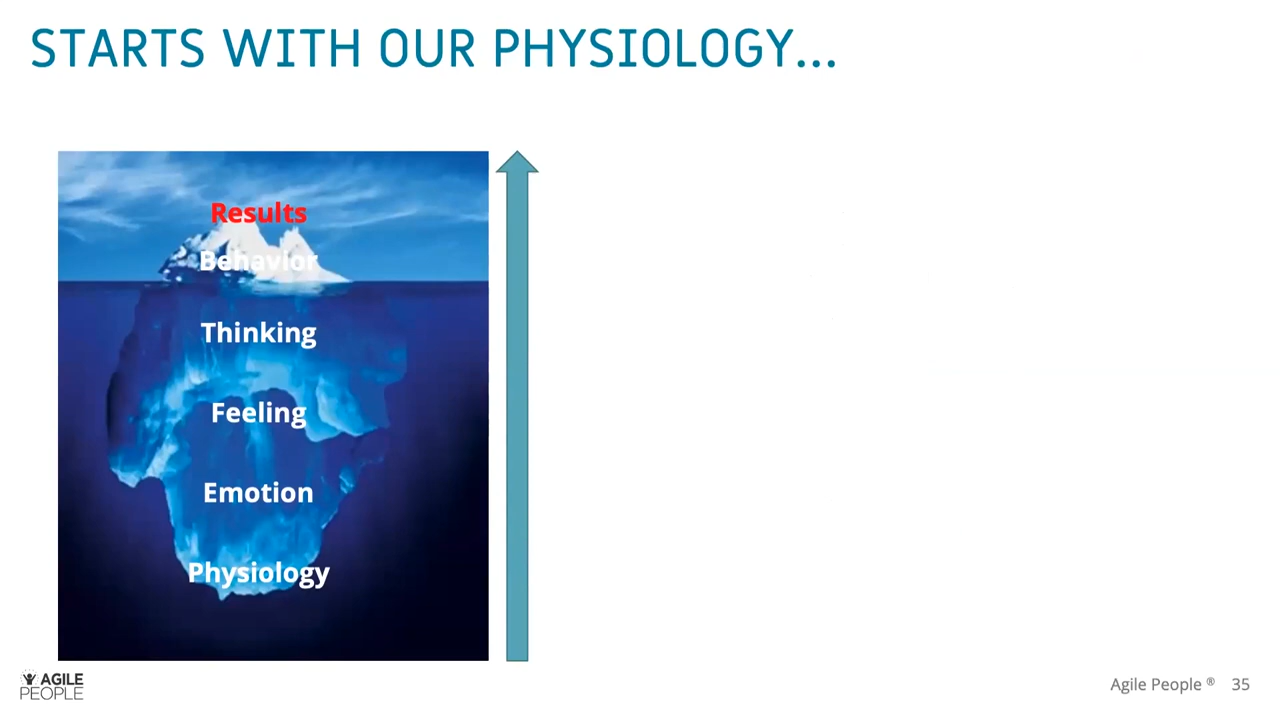 STARTS WITH OUR PHYSIOLOGY...
Results
Behavior
Thinking
Feeling
Emotion
Physiology
AGILE
PEOPLE
Agile People ® 35